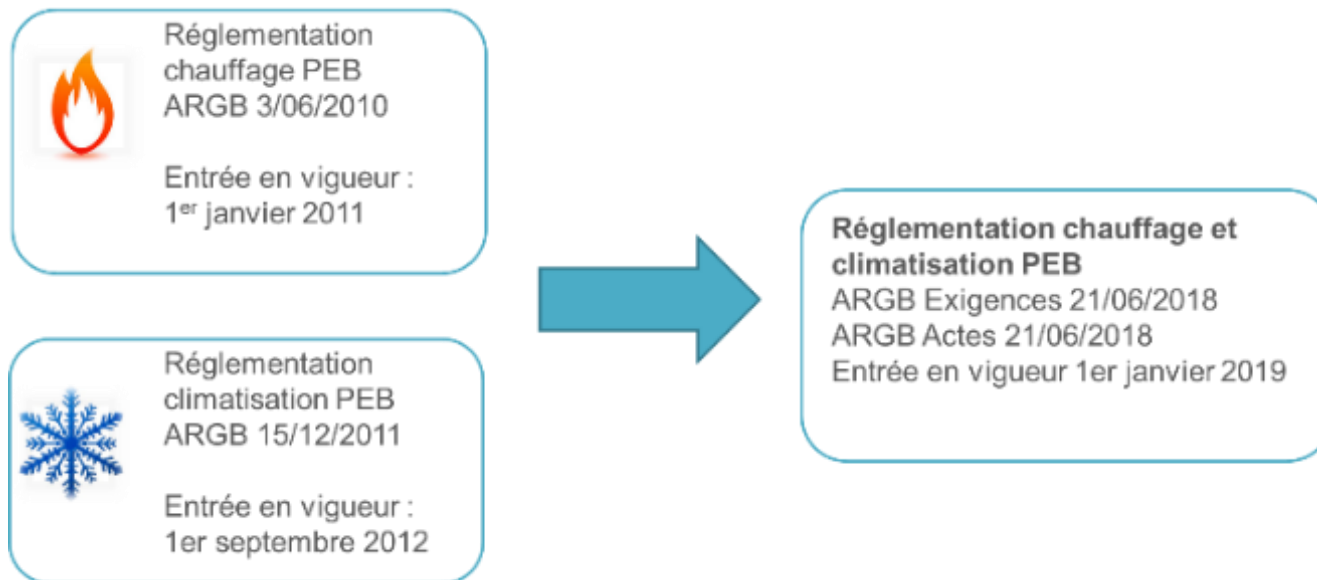 Réglementation
chauffage PEB
ARGB 3/06/2010
Entrée en vigueur :
1er janvier 2011
Réglementation
climatisation PEB
ARGB 15/12/2011
Entrée en vigueur :
1er septembre 2012
Réglementation chauffage et
climatisation PEB
ARGB Exigences 21/06/2018
ARGB Actes 21/06/2018
Entrée en vigueur 1er janvier 2019